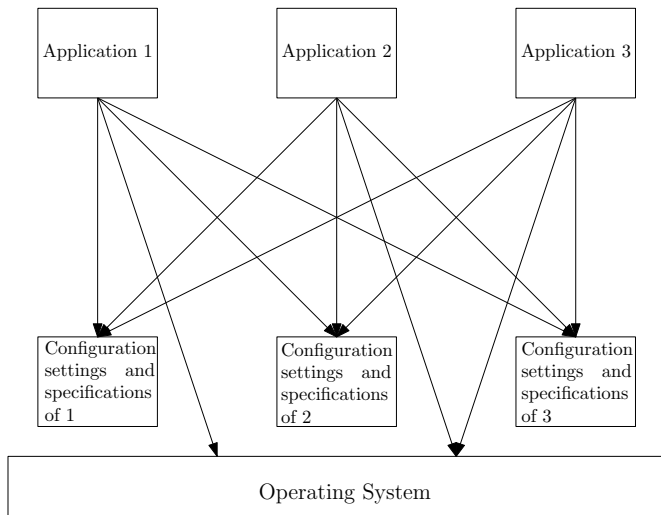 Application 1
Application 2
Application 3
Configuration
settings and
specifications
of 1
Configuration
settings and
specifications
of 2
Configuration
settings and
specifications
of 3
Operating System